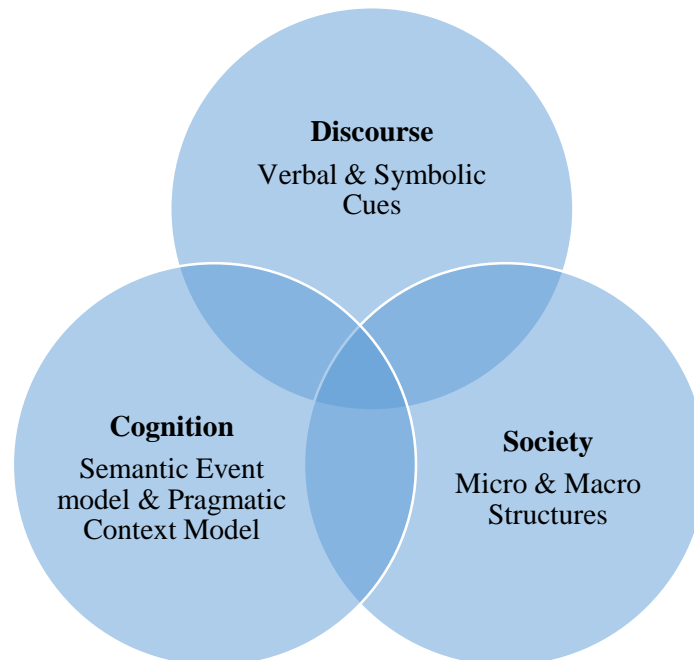 Discourse
Verbal & Symbolic
Cues
Cognition
Semantic Event
model & Pragmatic
Context Model
Society
Micro & Macro
Structures